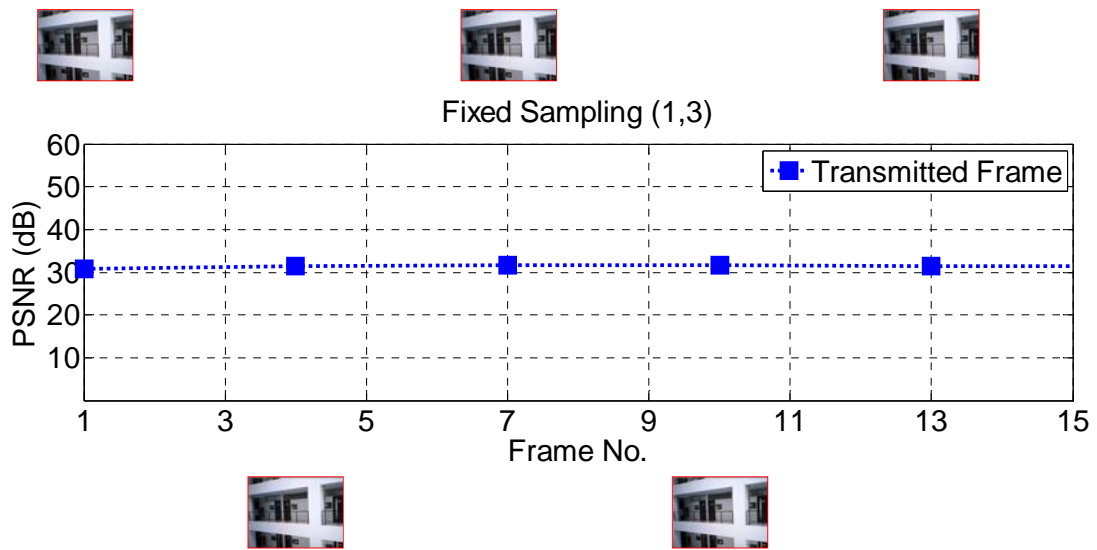 Fixed Sampling (1,3)
60
50
40
30
20
10
PSNR (dB)
Transmitted Frame
1 3 5 7 9 11 13 15
Frame No.